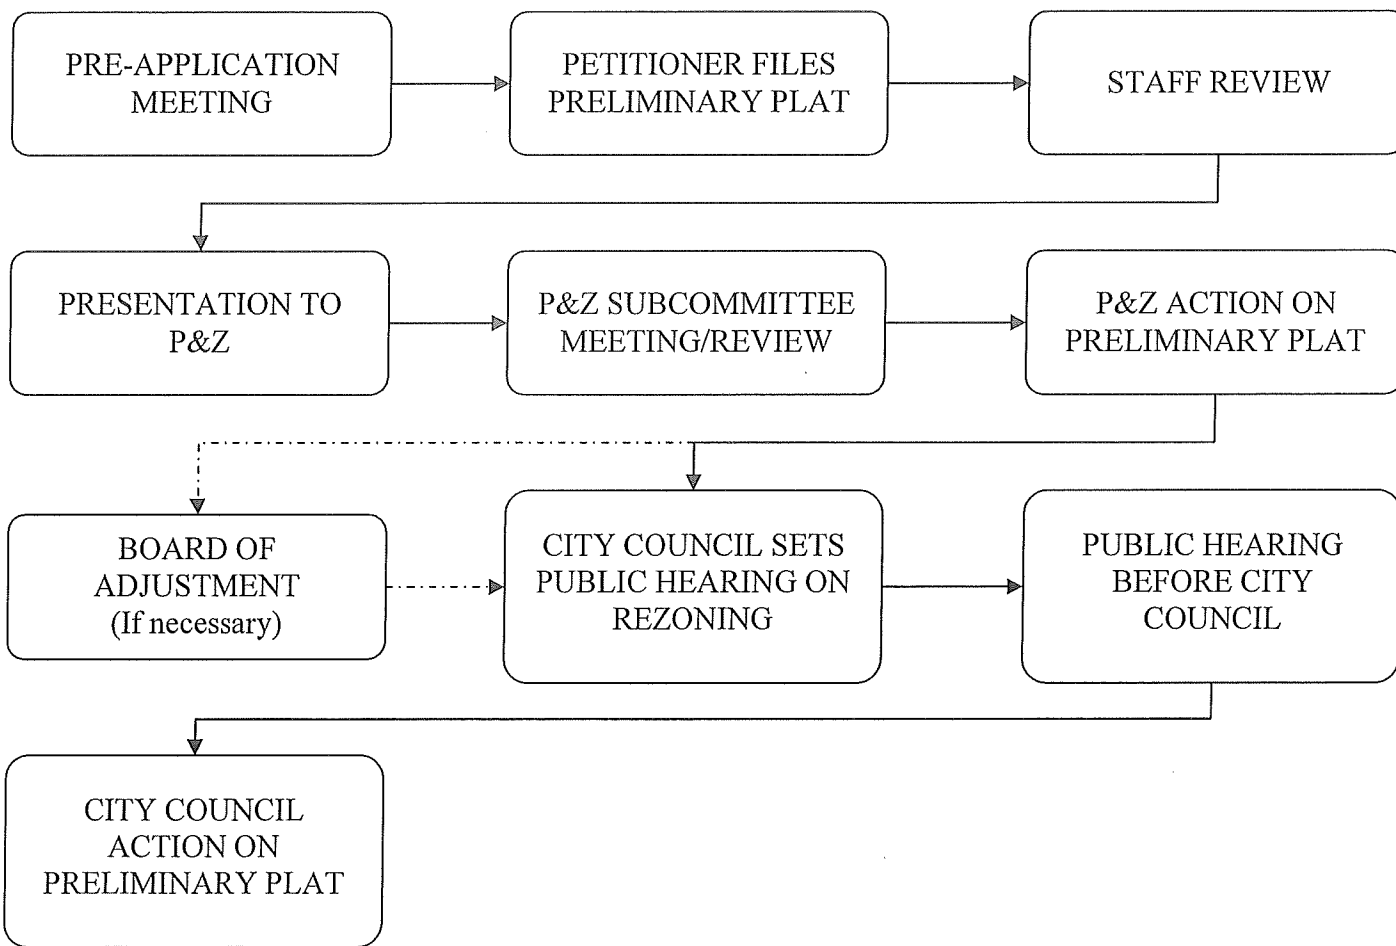 PRE-APPLICATION
MEETING
PETITIONER FILES
PRELIMINARY PLAT
STAFF REVIEW
PRESENTATION TO
P&Z
P&Z SUBCOMMITTEE
MEETING/REVIEW
P&Z ACTION ON
PRELIMINARY PLAT
BOARD OF
ADJUSTMENT
(If necessary)
CITY COUNCIL SETS
PUBLIC HEARING ON
REZONING
PUBLIC HEARING
BEFORE CITY
COUNCIL
CITY COUNCIL
ACTION ON
PRELIMINARY PLAT